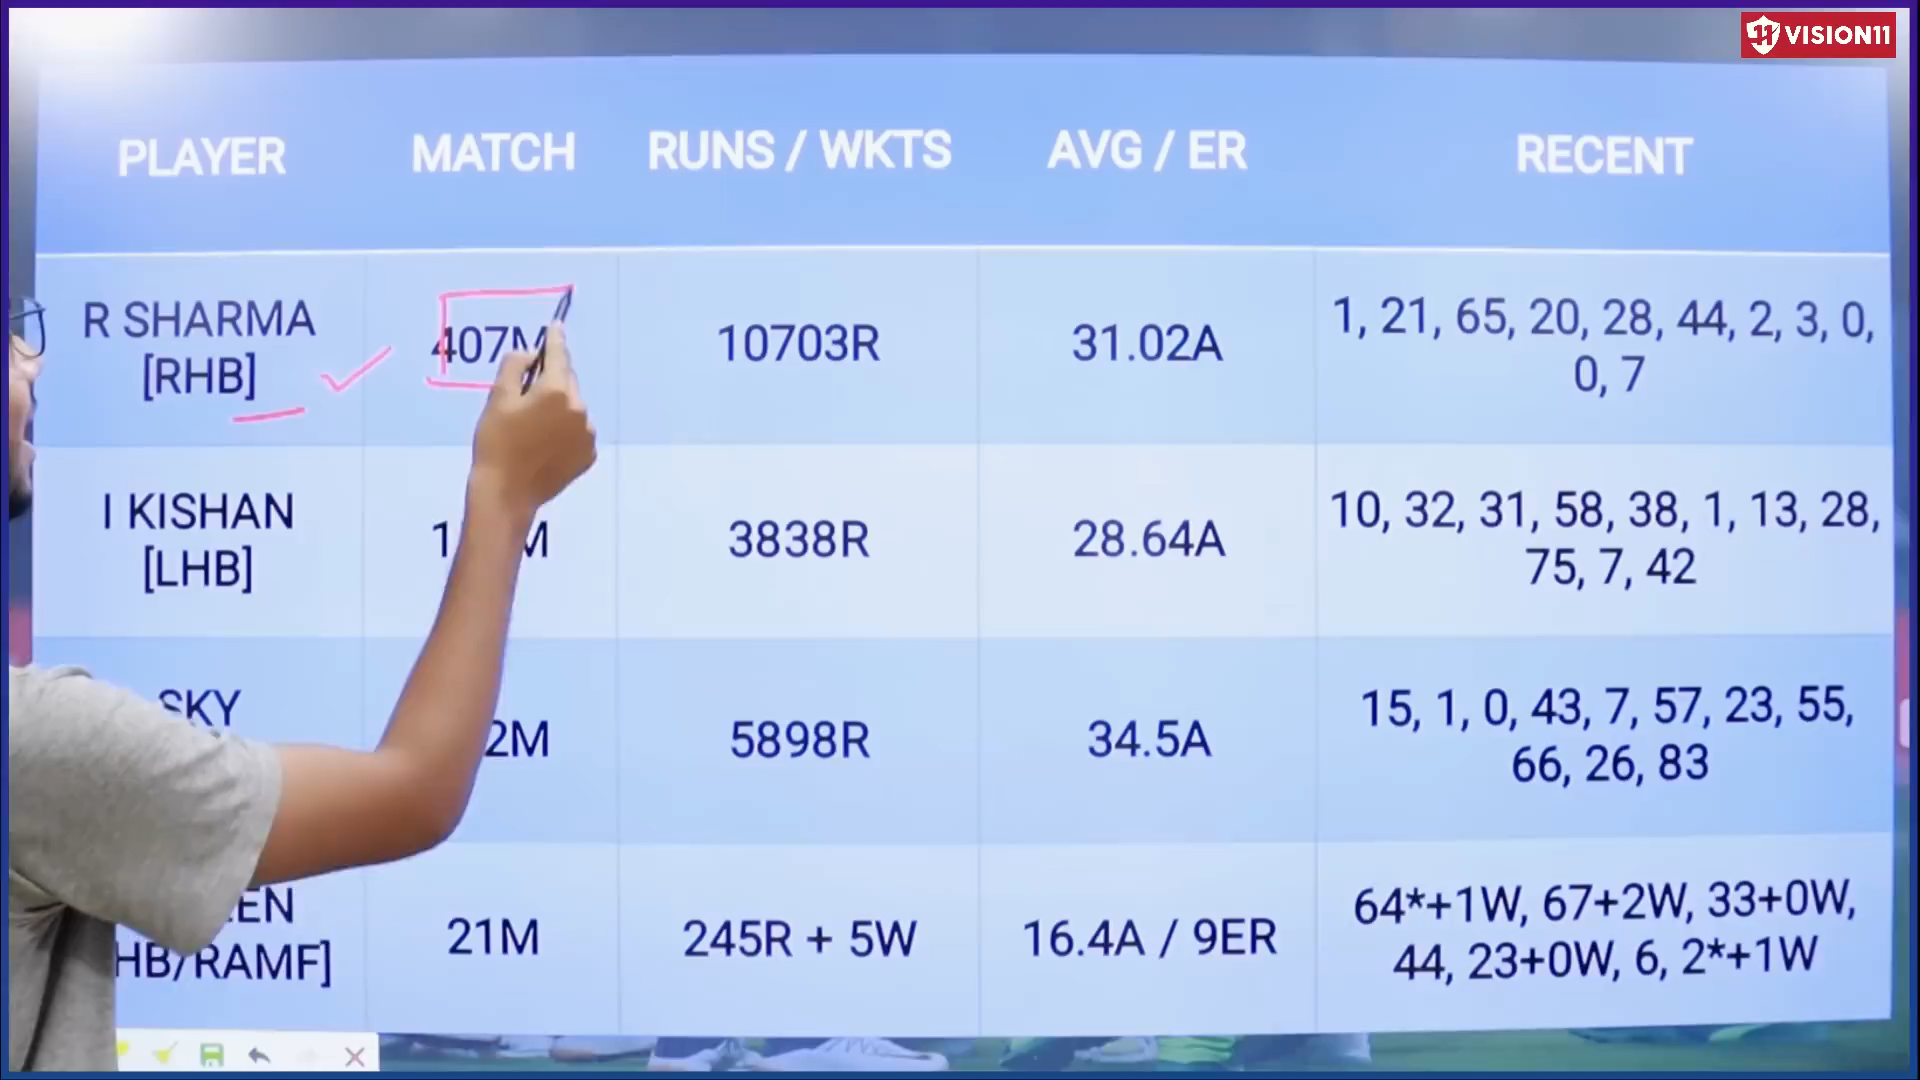 VISION11
PLAYER MATCH RUNS / WKTS AVG / ER RECENT
R SHARMA
[RHB]
407M
10703R
31.02A
1, 21, 65, 20, 28, 44, 2, 3, 0,
0, 7
I KISHAN
[LHB]
3838R
28.64A
10, 32, 31, 58, 38, 1, 13, 28,
75, 7, 42
SKY
5898R
34.5A
15, 1, 0, 43, 7, 57, 23, 55,
66, 26, 83
21M
245R + 5W
16.4A / 9ER
64*+1W, 67+2W, 33+0W,
44, 23+0W, 6, 2*+1W